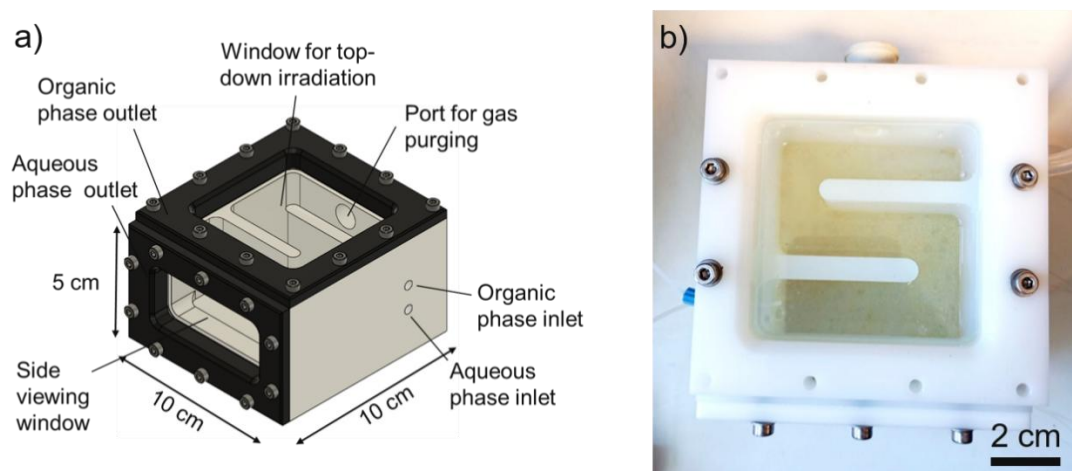 a)
Window for top-
down irradiation
Organic
phase outlet
Port for gas
purging
Aqueous
phase outlet
5 cm
Organic
phase inlet
Side
viewing
window
Aqueous
phase inlet
10 cm
10 cm
b)
2 cm